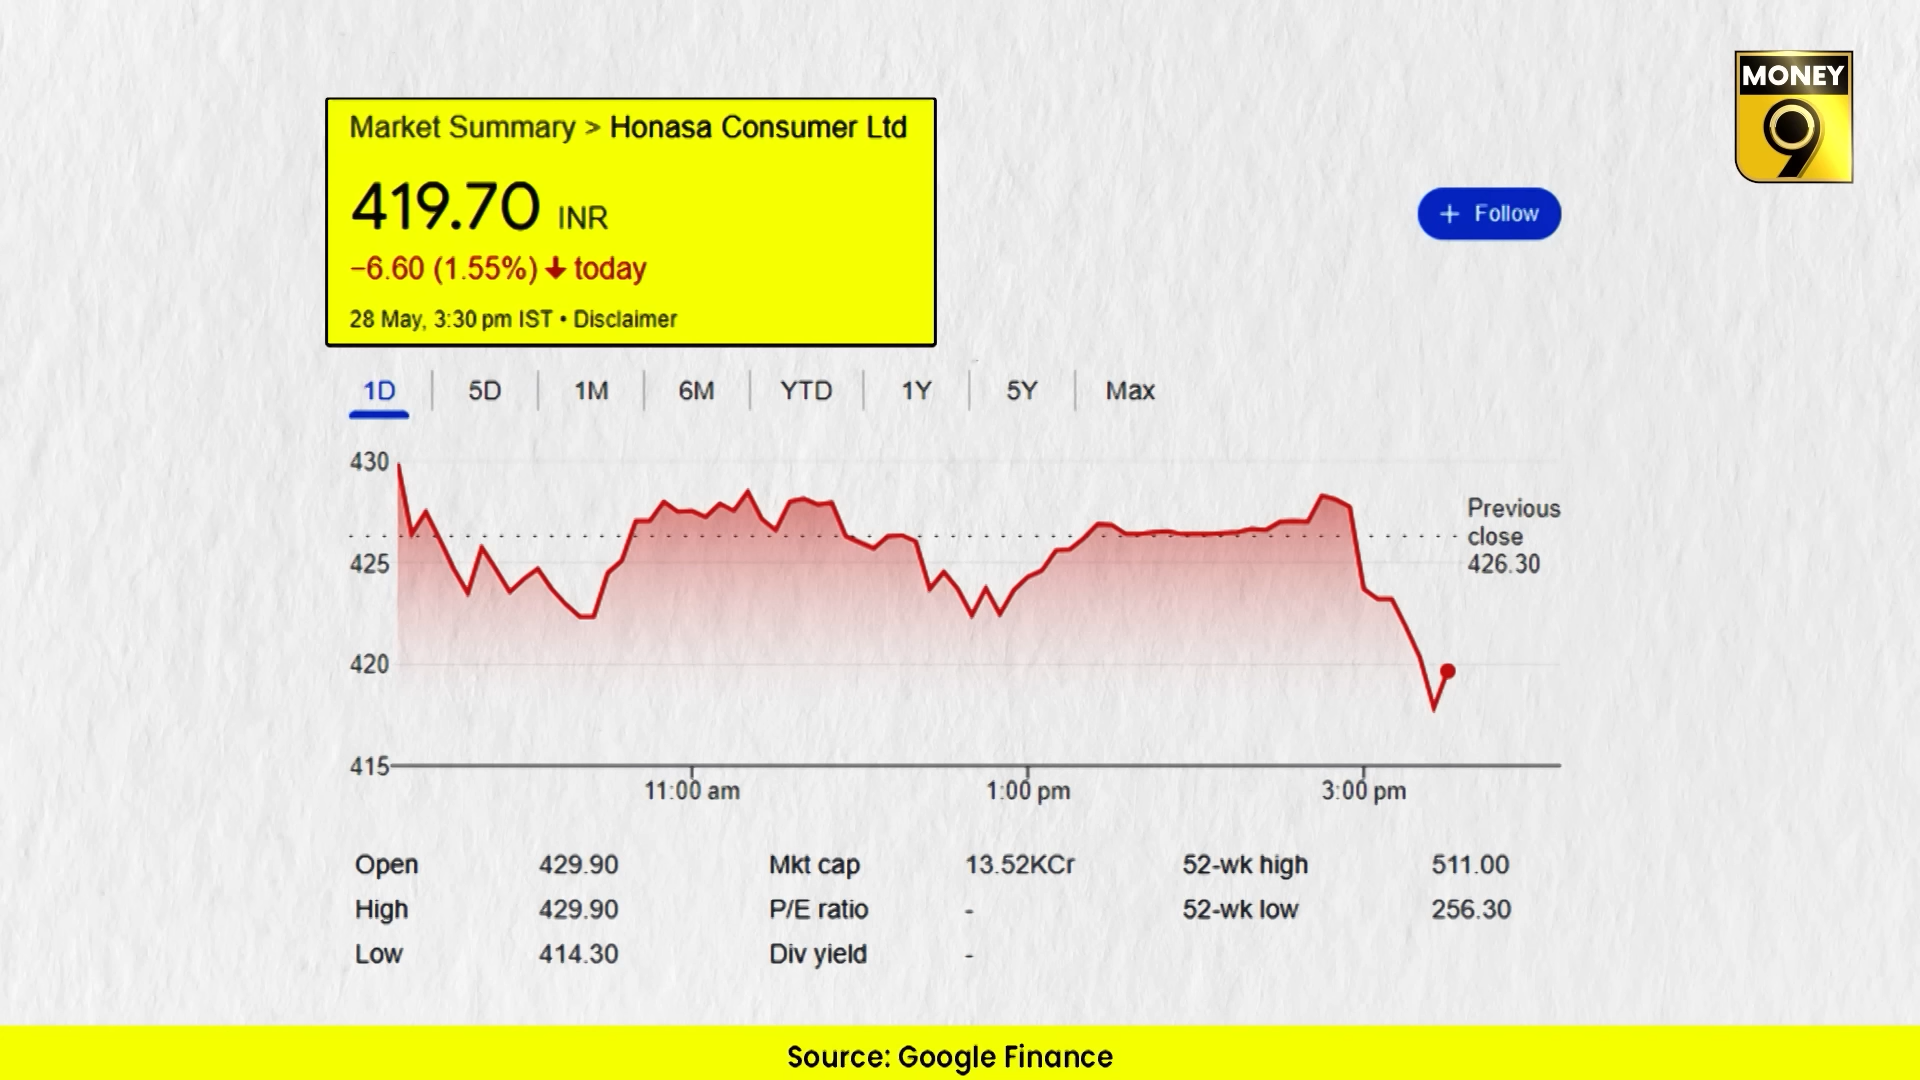 MONEY
9
Market Summary > Honasa Consumer Ltd
419.70 INR
−6.60 (1.55%) ↓ today
28 May, 3:30 pm IST • Disclaimer
+ Follow
1D 5D 1M 6M YTD 1Y 5Y Max
430
425
420
415
Previous
close
426.30
11:00 am 1:00 pm 3:00 pm
Open 429.90 Mkt cap 13.52KCr 52-wk high 511.00
High 429.90 P/E ratio - 52-wk low 256.30
Low 414.30 Div yield -
Source: Google Finance